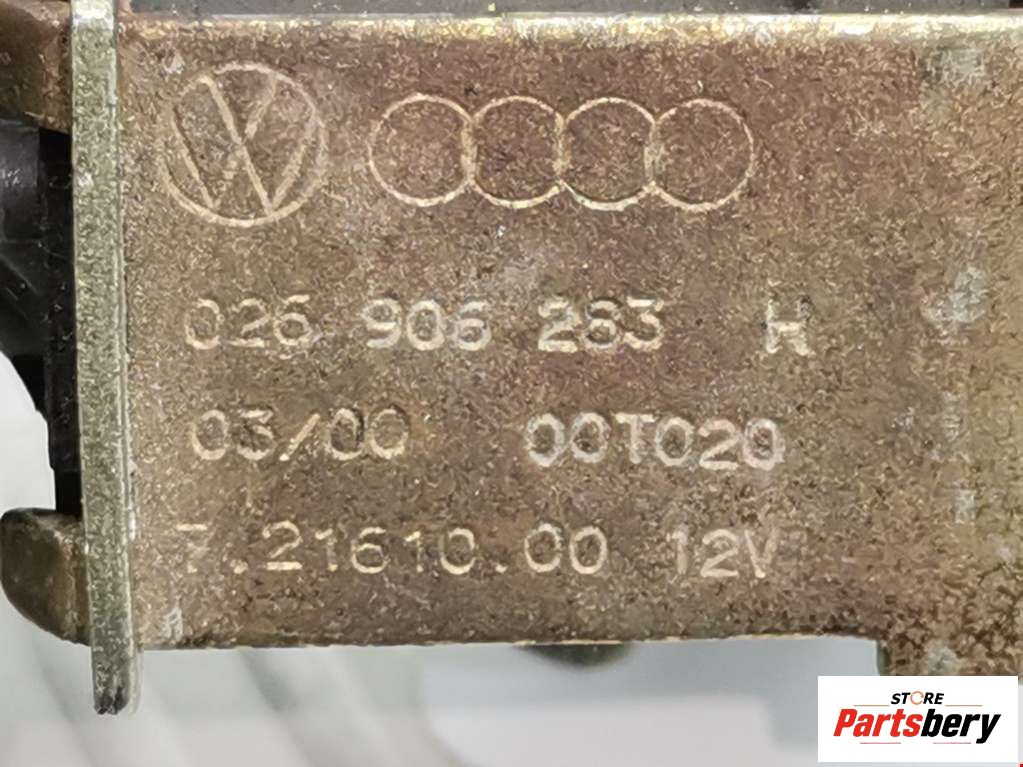 026 906 283 H
03/00 00T020
7.21610.00 12V
STORE
Partsbery